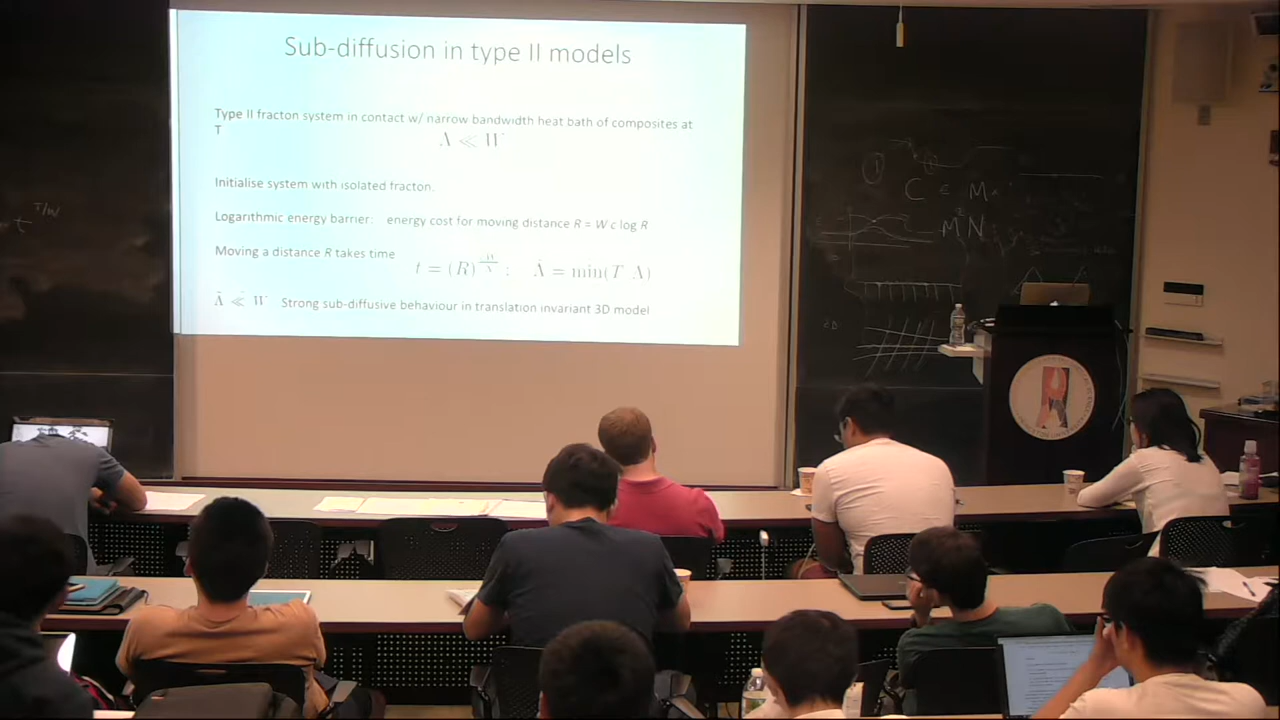 Sub-diffusion in type II models
Type II fracton system in contact w/ narrow bandwidth heat bath of composites at
T
Λ ≪ W
Initialise system with isolated fracton.
Logarithmic energy barrier: energy cost for moving distance R = W c log R
Moving a distance R takes time
t = (R)^{W/Λ̃} ; Λ̃ = min(T Λ)
Λ̃ ≪ W Strong sub-diffusive behaviour in translation invariant 3D model
t^{T/W}
C ∈ M
MN
2D